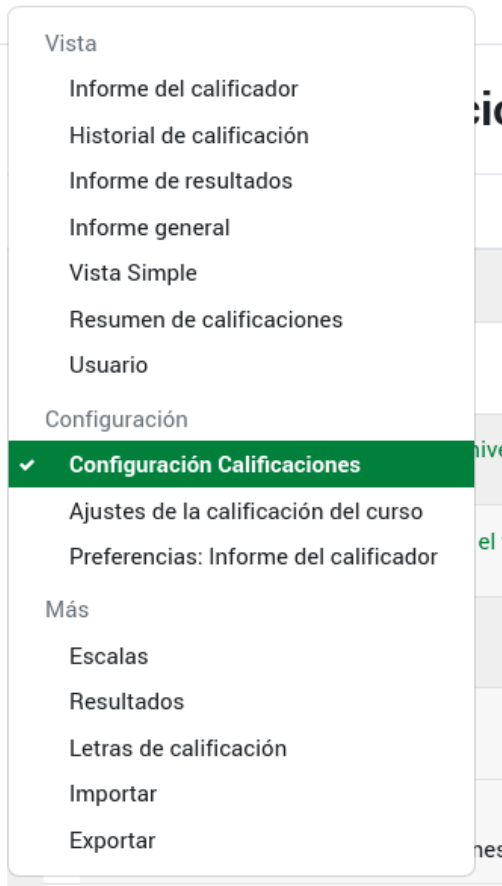 Vista
Informe del calificador
Historial de calificación
Informe de resultados
Informe general
Vista Simple
Resumen de calificaciones
Usuario
Configuración
Configuración Calificaciones
Ajustes de la calificación del curso
Preferencias: Informe del calificador
el
Más
Escalas
Resultados
Letras de calificación
Importar
Exportar